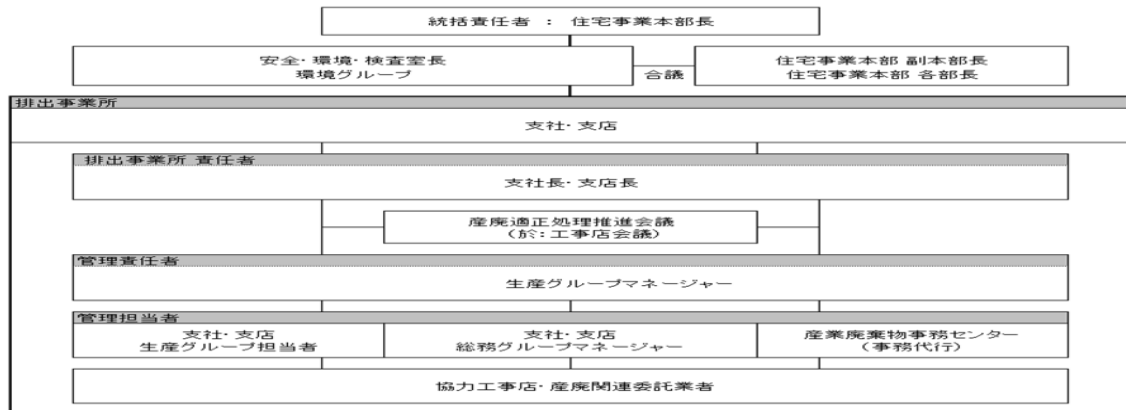 統括責任者 ： 住宅事業本部長
安全・環境・検査室長
環境グループ
合議
住宅事業本部 副本部長
住宅事業本部 各部長
排出事業所
支社・支店
排出事業所 責任者
支社長・支店長
産廃適正処理推進会議
（於：工事店会議）
管理責任者
生産グループマネージャー
管理担当者
支社・支店
生産グループ担当者
支社・支店
総務グループマネージャー
産業廃棄物事務センター
（事務代行）
協力工事店・産廃関連委託業者